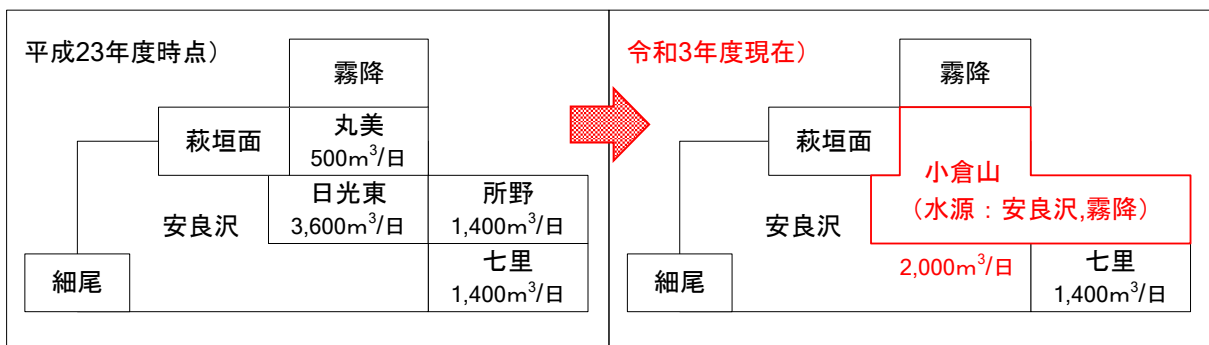 平成23年度時点）
霧降
萩垣面
丸美
500m³/日
日光東
3,600m³/日
所野
1,400m³/日
安良沢
七里
1,400m³/日
細尾
令和3年度現在）
霧降
萩垣面
小倉山
（水源：安良沢,霧降）
安良沢
2,000m³/日
七里
1,400m³/日
細尾